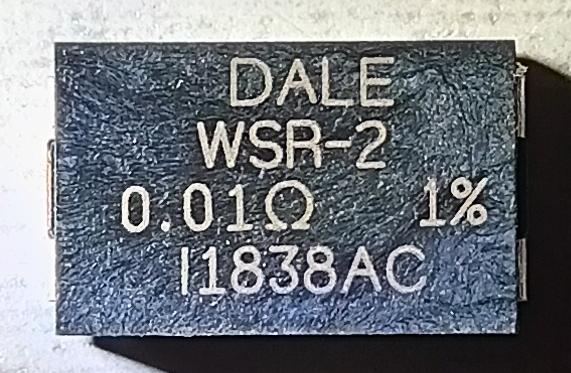 DALE
WSR-2
0.01Ω 1%
I1838AC